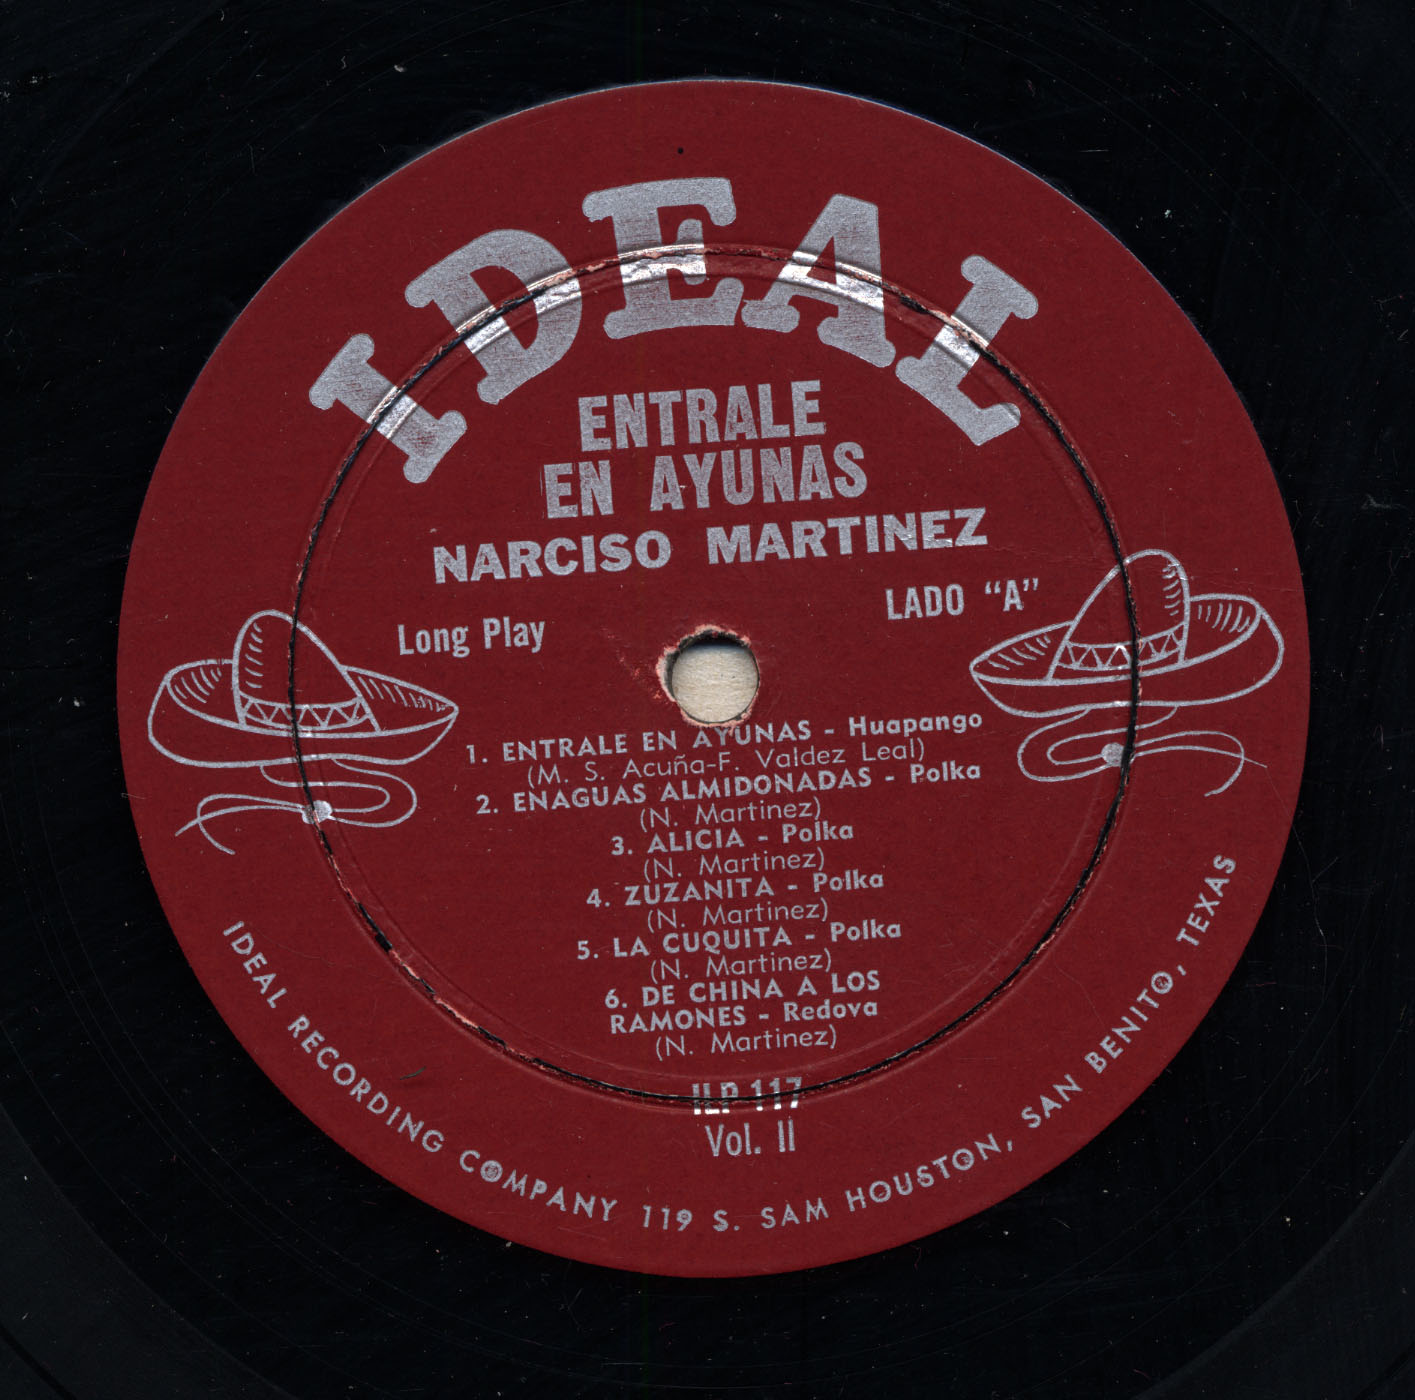 IDEAL
ENTRALE
EN AYUNAS
NARCISO MARTINEZ
LADO “A”
Long Play
1. ENTRALE EN AYUNAS - Huapango
(M. S. Acuña-F. Valdez Leal)
2. ENAGUAS ALMIDONADAS - Polka
(N. Martinez)
3. ALICIA - Polka
(N. Martinez)
4. ZUZANITA - Polka
(N. Martinez)
5. LA CUQUITA - Polka
(N. Martinez)
6. DE CHINA A LOS
RAMONES - Redova
(N. Martinez)
ILP 117
Vol. II
IDEAL RECORDING COMPANY 119 S. SAM HOUSTON, SAN BENITO, TEXAS